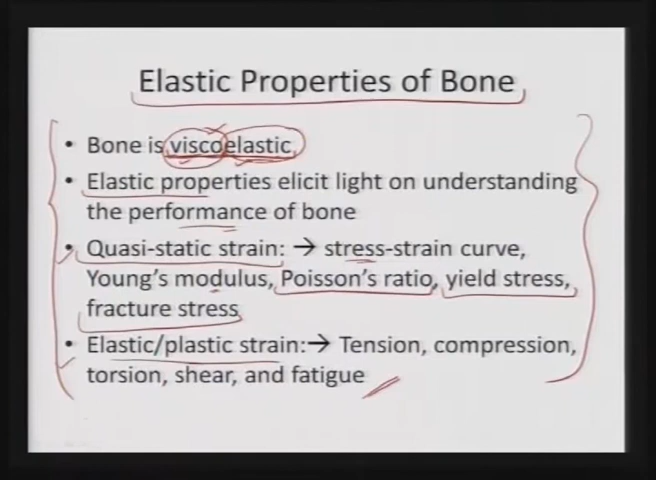 Elastic Properties of Bone
• Bone is viscoelastic.
• Elastic properties elicit light on understanding
the performance of bone
• Quasi-static strain: → stress-strain curve,
Young's modulus, Poisson's ratio, yield stress,
fracture stress
• Elastic/plastic strain:→ Tension, compression,
torsion, shear, and fatigue